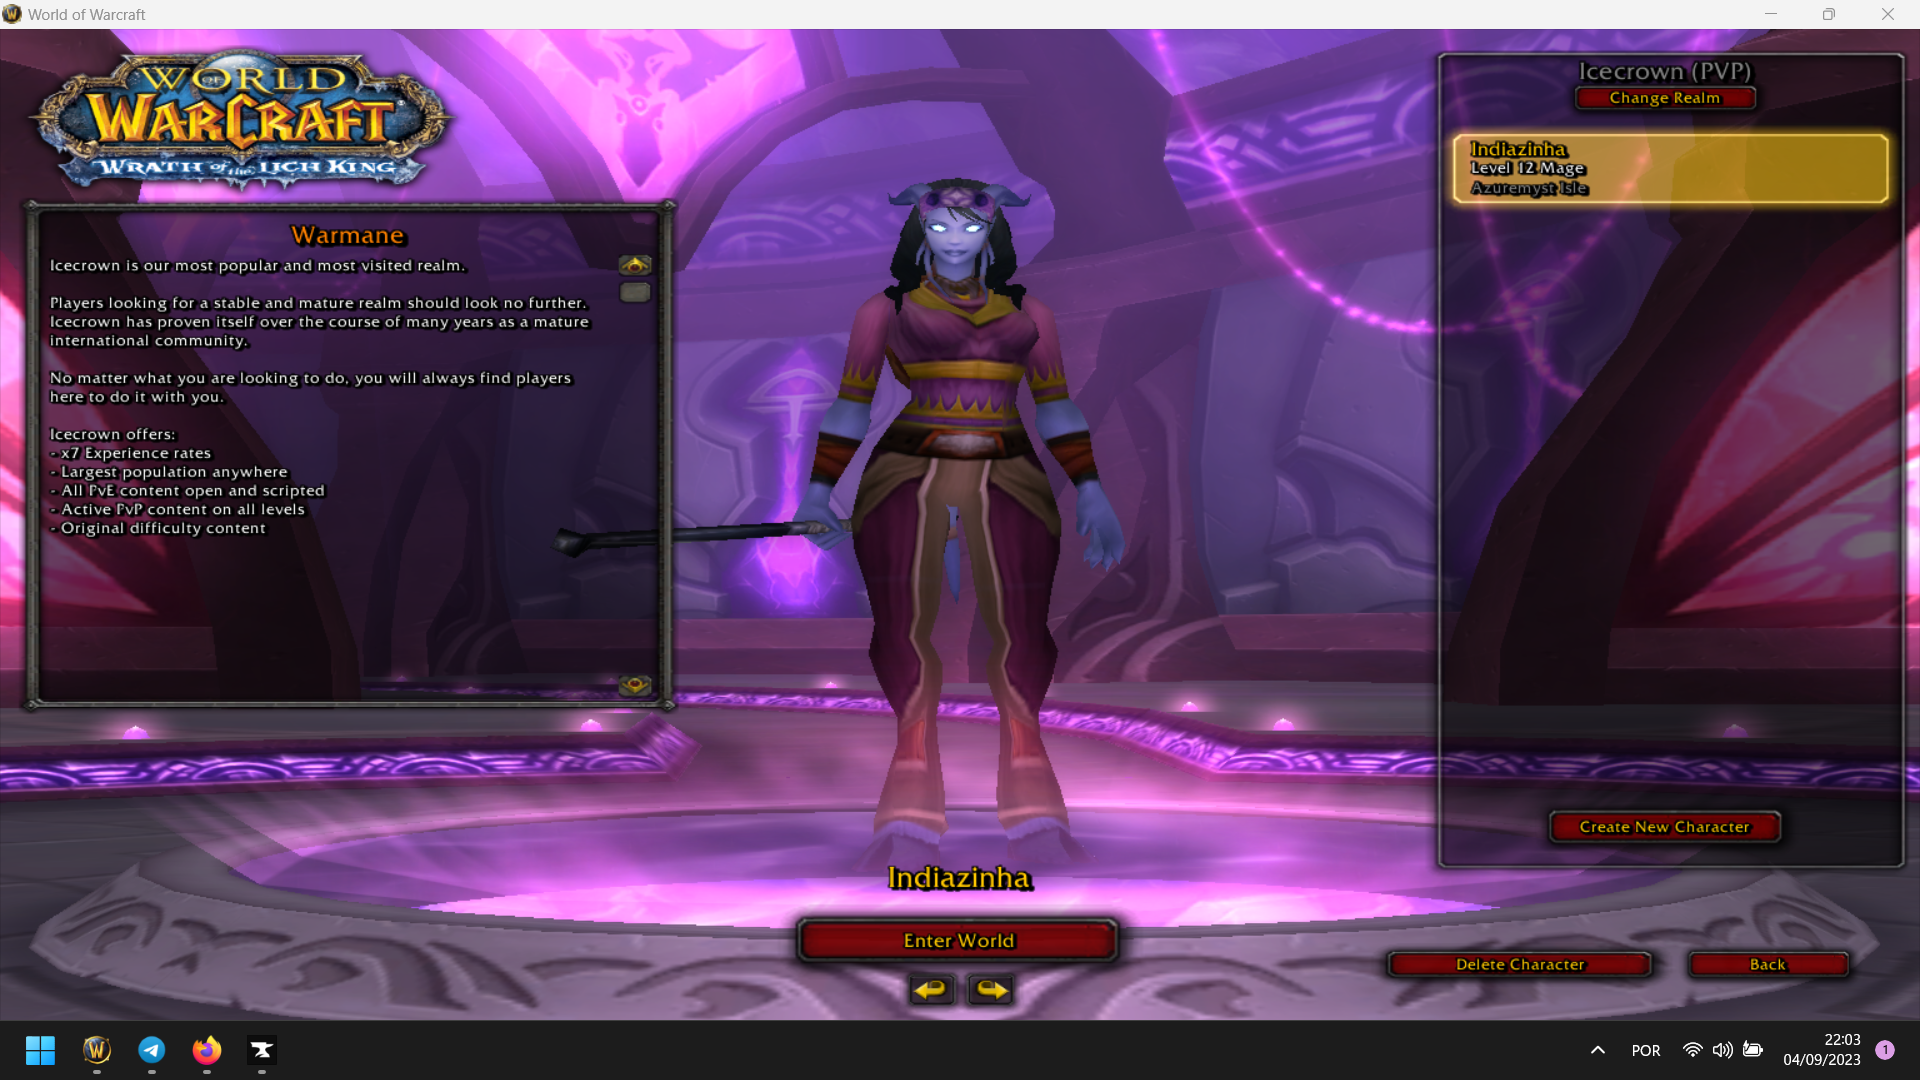 World of Warcraft
WORLD OF
WARCRAFT
WRATH of the LICH KING
Warmane
Icecrown is our most popular and most visited realm.
Players looking for a stable and mature realm should look no further.
Icecrown has proven itself over the course of many years as a mature
international community.
No matter what you are looking to do, you will always find players
here to do it with you.
Icecrown offers:
- x7 Experience rates
- Largest population anywhere
- All PvE content open and scripted
- Active PvP content on all levels
- Original difficulty content
Icecrown (PVP)
Change Realm
Indiazinha
Level 12 Mage
Azuremyst Isle
Create New Character
Indiazinha
Enter World
Delete Character
Back
POR
22:03
04/09/2023
1